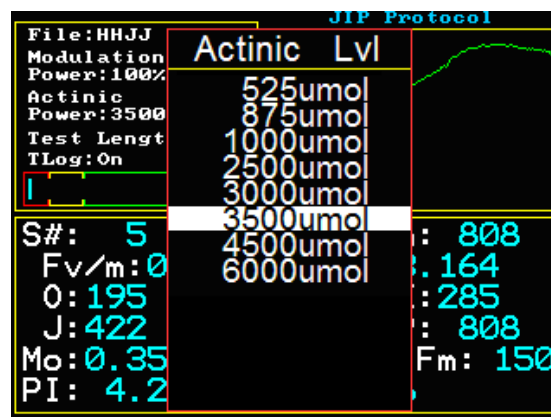 JIP Protocol
File:HHJJ
Modulation
Power:100%
Actinic
Power:3500
Test Lengt
TLog:On
Actinic Lvl
525umol
875umol
1000umol
2500umol
3000umol
3500umol
4500umol
6000umol
S#: 5
: 808
Fv/m:0
.164
O:195
:285
J:422
: 808
Mo:0.35
Fm: 150
PI: 4.2